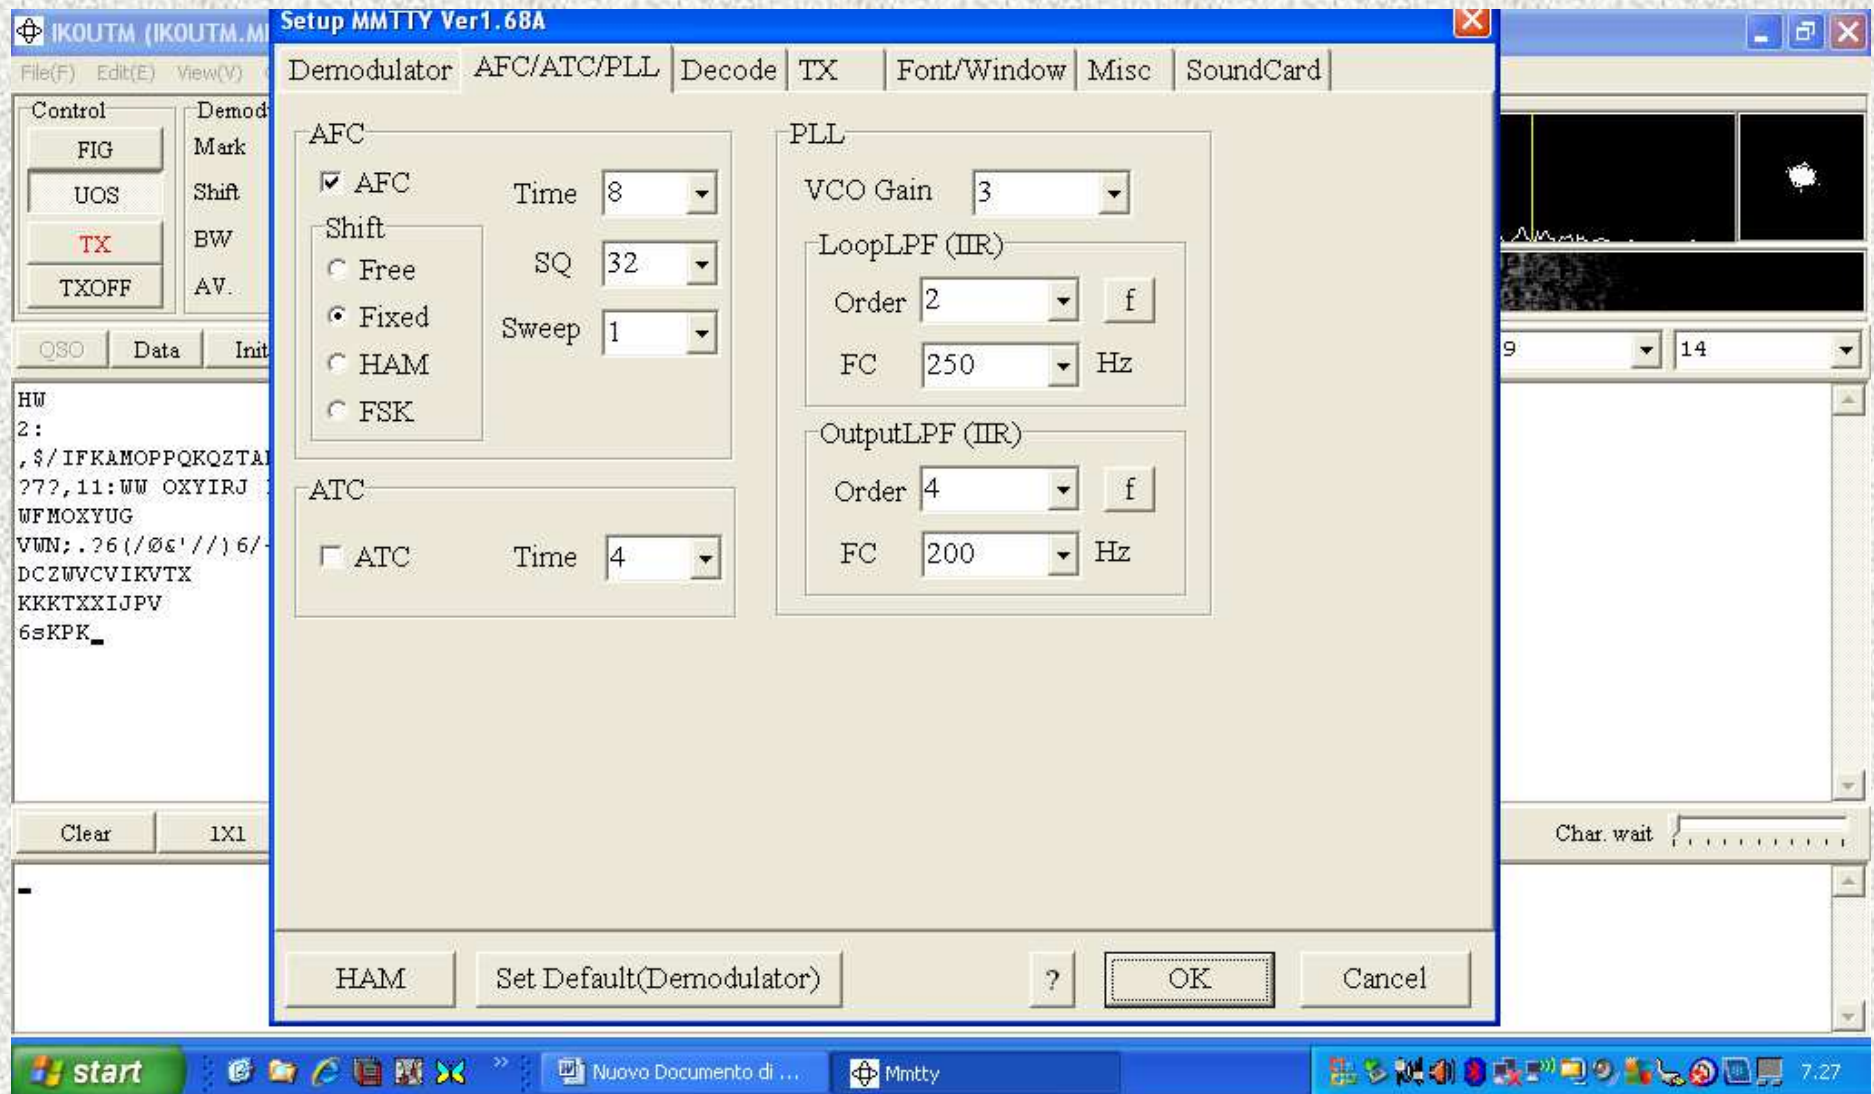 IK0UTM (IK0UTM.M
Setup MMTTY Ver1.68A
File(F) Edit(E) View(V)
Demodulator AFC/ATC/PLL Decode TX Font/Window Misc SoundCard
Control
FIG
UOS
TX
TXOFF
Demod
Mark
Shift
BW
AV.
QSO Data Init
AFC
AFC
Time 8
SQ 32
Sweep 1
Shift
Free
Fixed
HAM
FSK
ATC
ATC
Time 4
PLL
VCO Gain 3
LoopLPF (IIR)
Order 2 f
FC 250 Hz
OutputLPF (IIR)
Order 4 f
FC 200 Hz
9 14
HW
2:
,$/IFKAMOPPQKQZTA
?7?,11:WW OXYIRJ
WFMOXYUG
VWN;.?6(/Ø&'//)6/-
DCZWVCVIKVTX
KKKTXXIJPV
6sKPK
Clear 1X1
Char. wait
HAM Set Default(Demodulator) ? OK Cancel
start
Nuovo Documento di ...
Mmtty
7.27